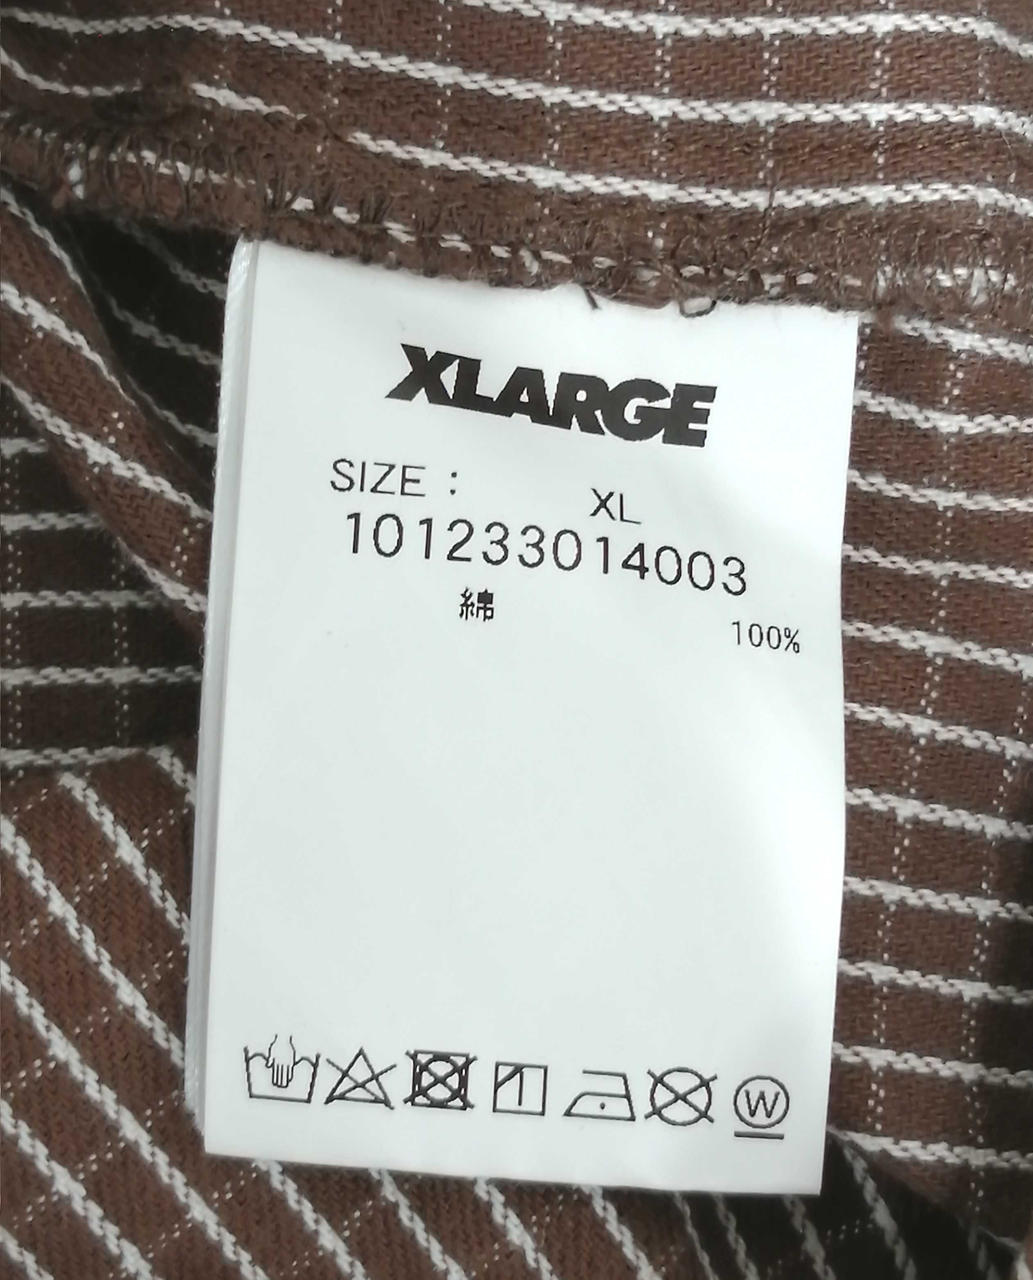 XLARGE
SIZE : XL
101233014003
綿 100%
W